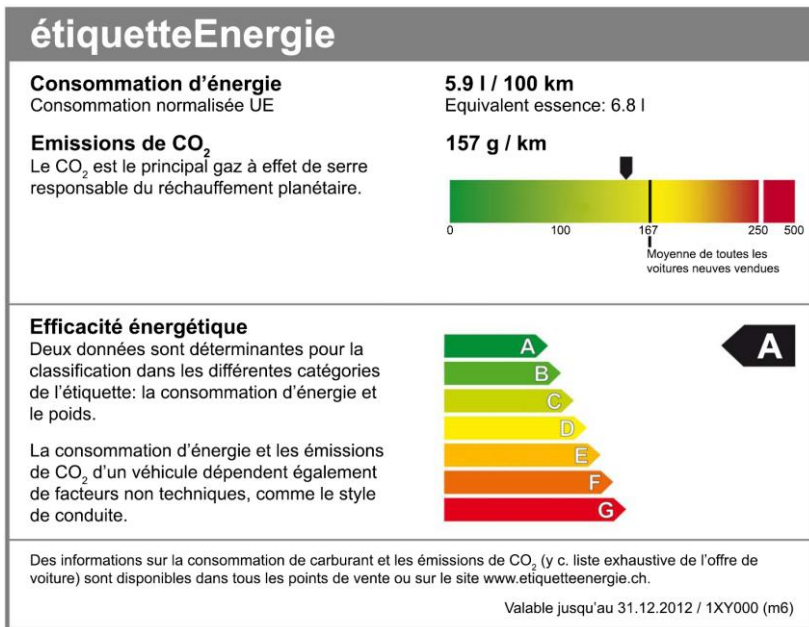 étiquetteEnergie
Consommation d'énergie
Consommation normalisée UE
5.9 l / 100 km
Equivalent essence: 6.8 l
Emissions de CO₂
Le CO₂ est le principal gaz à effet de serre
responsable du réchauffement planétaire.
157 g / km
0 100 167 250 500
Moyenne de toutes les
voitures neuves vendues
Efficacité énergétique
Deux données sont déterminantes pour la
classification dans les différentes catégories
de l'étiquette: la consommation d'énergie et
le poids.
La consommation d'énergie et les émissions
de CO₂ d'un véhicule dépendent également
de facteurs non techniques, comme le style
de conduite.
A
B
C
D
E
F
G
A
Des informations sur la consommation de carburant et les émissions de CO₂ (y c. liste exhaustive de l'offre de
voiture) sont disponibles dans tous les points de vente ou sur le site www.etiquetteenergie.ch.
Valable jusqu'au 31.12.2012 / 1XY000 (m6)